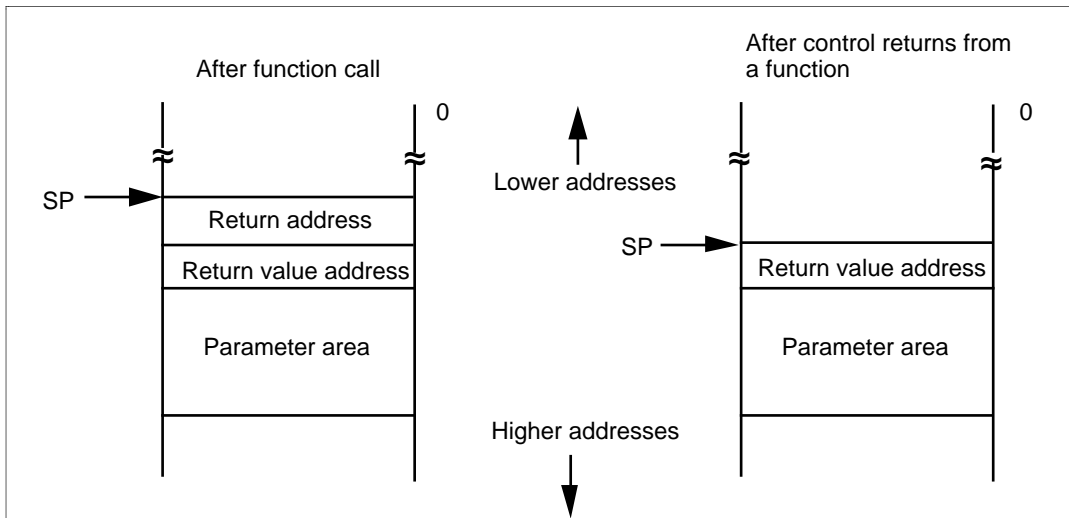 After function call
0
SP
Return address
Return value address
Parameter area
Lower addresses
Higher addresses
After control returns from
a function
0
SP
Return value address
Parameter area